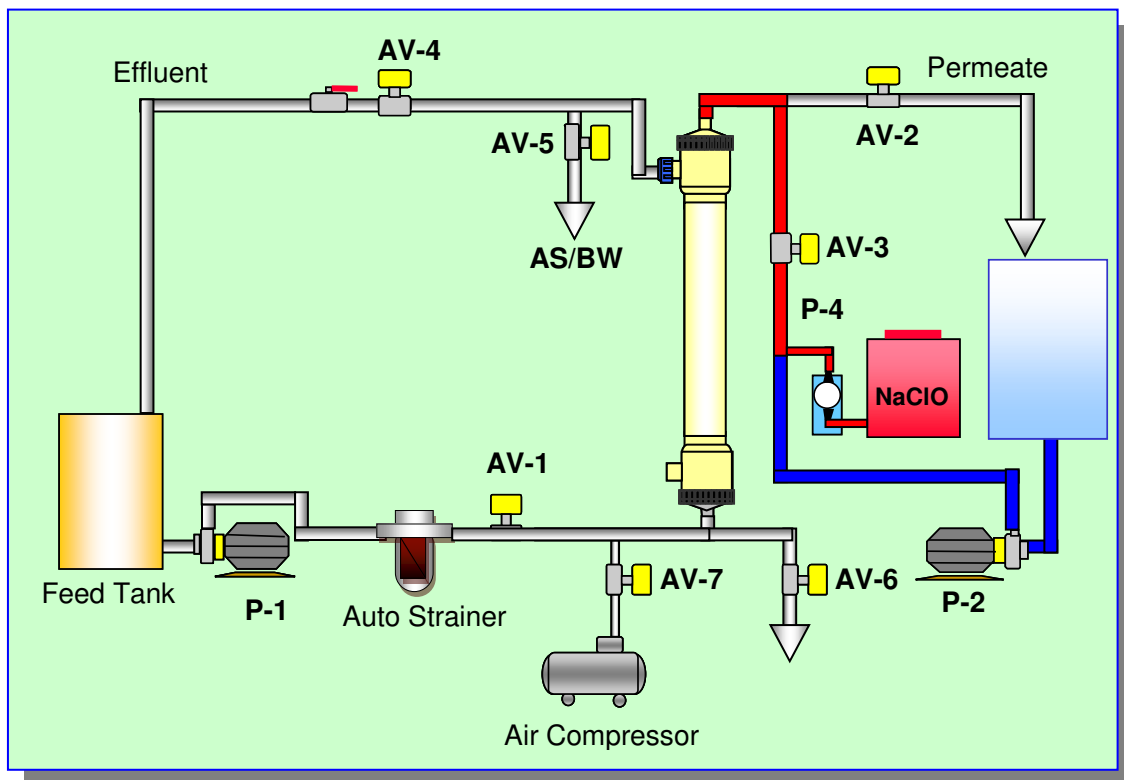 AV-4
Effluent
Permeate
AV-5
AV-2
AS/BW
AV-3
P-4
NaClO
AV-1
Feed Tank
P-1
Auto Strainer
AV-7
AV-6
P-2
Air Compressor